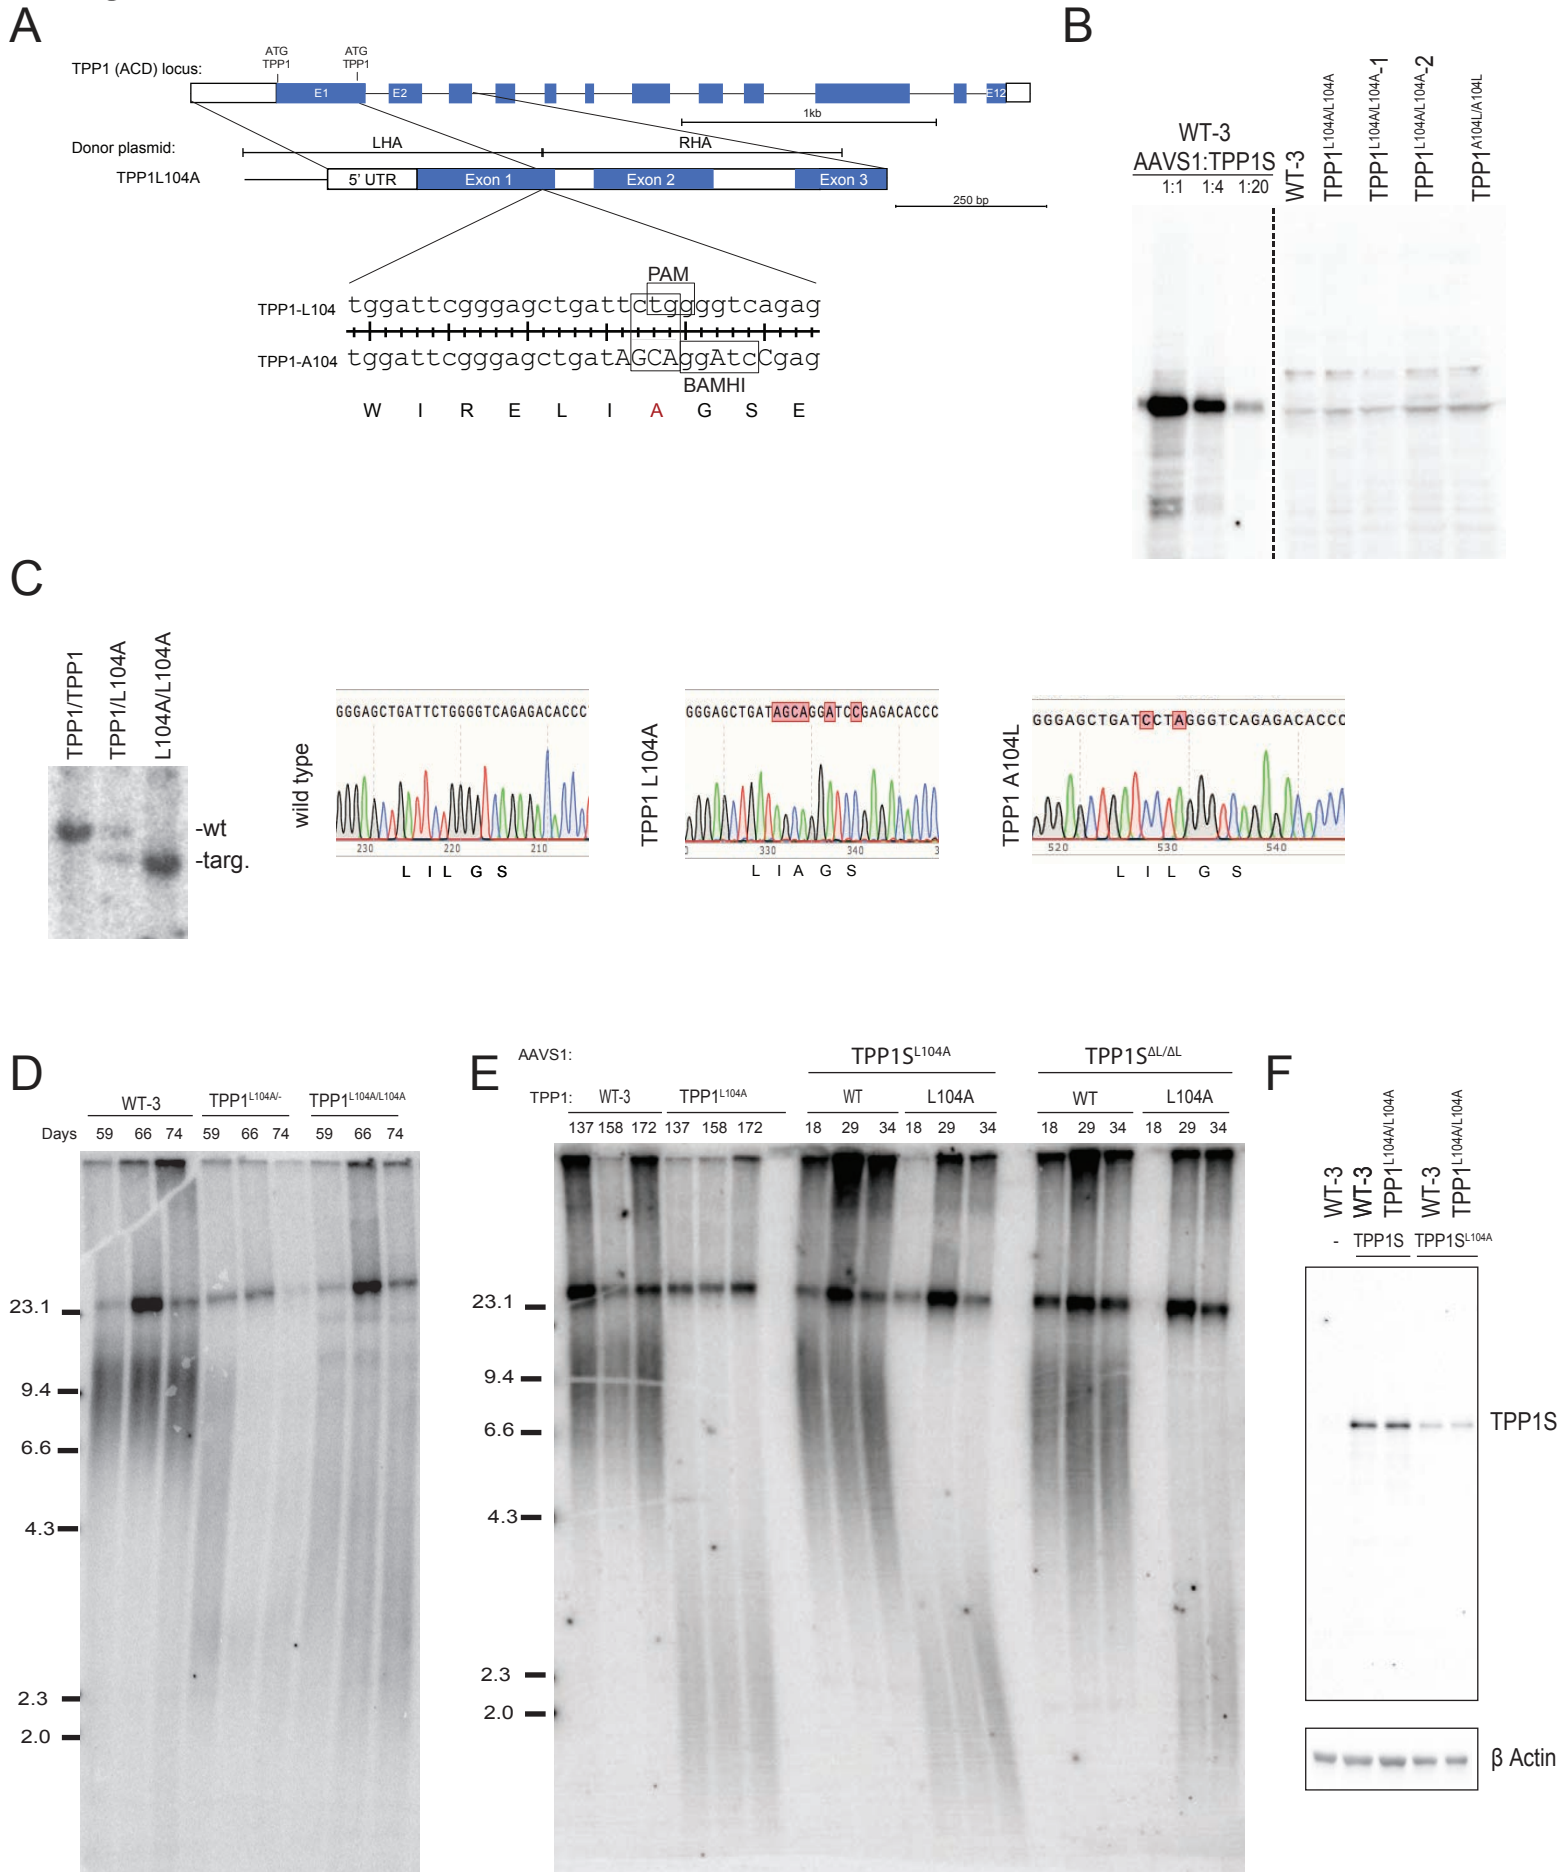 A
ATG
TPP1
ATG
TPP1
TPP1 (ACD) locus:
E1
E2
E12
1kb
Donor plasmid:
LHA
RHA
TPP1L104A
5' UTR
Exon 1
Exon 2
Exon 3
250 bp
PAM
TPP1-L104
tggattcgggagctgattctggggtcagag
TPP1-A104
tggattcgggagctgatAGCAggAtcCgag
BAMHI
W I R E L I A G S E
B
WT-3
AAVS1:TPP1S
1:1 1:4 1:20
WT-3
TPP1L104A/L104A
TPP1L104A/L104A-1
TPP1L104A/L104A-2
TPP1A104L/A104L
C
TPP1/TPP1
TPP1/L104A
L104A/L104A
-wt
-targ.
wild type
GGGAGCTGATTCTGGGGTCAGAGACACCC
230 220 210
L I L G S
TPP1 L104A
GGGAGCTGATAGCAGGATCCGAGACACCC
330 340
L I A G S
TPP1 A104L
GGGAGCTGATCCTAGGGTCAGAGACACCC
520 530 540
L I L G S
D
WT-3 TPP1L104A/- TPP1L104A/L104A
Days 59 66 74 59 66 74 59 66 74
23.1
9.4
6.6
4.3
2.3
2.0
E
AAVS1: TPP1SL104A TPP1SΔL/ΔL
TPP1: WT-3 TPP1L104A WT L104A WT L104A
137 158 172 137 158 172 18 29 34 18 29 34 18 29 34 18 29 34
23.1
9.4
6.6
4.3
2.3
2.0
F
WT-3
WT-3
TPP1L104A/L104A
WT-3
TPP1L104A/L104A
- TPP1S TPP1SL104A
TPP1S
β Actin